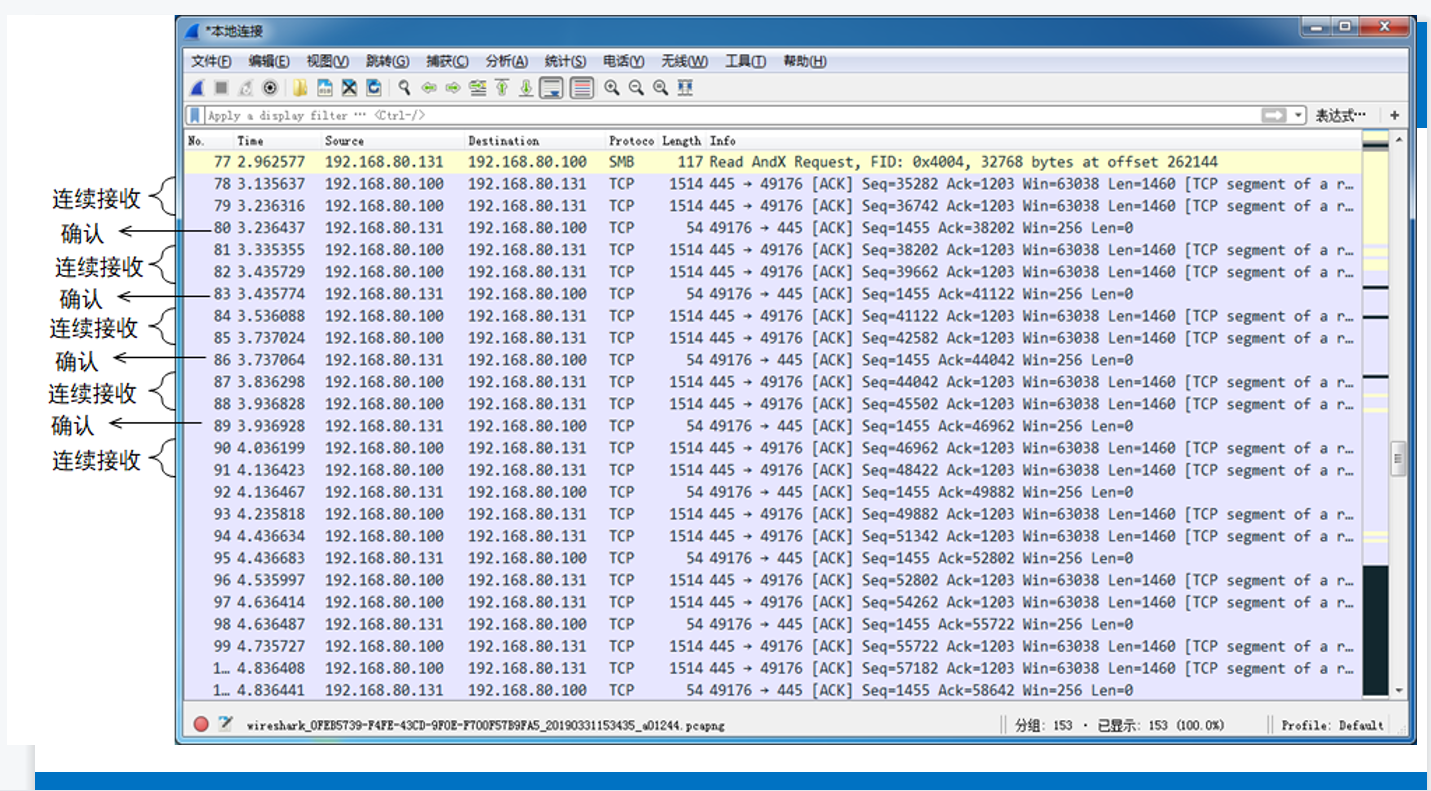 *本地连接
文件(F) 编辑(E) 视图(V) 跳转(G) 捕获(C) 分析(A) 统计(S) 电话(Y) 无线(W) 工具(T) 帮助(H)
Apply a display filter … <Ctrl-/> 表达式… +
No. Time Source Destination Protoco Length Info
77 2.962577 192.168.80.131 192.168.80.100 SMB 117 Read AndX Request, FID: 0x4004, 32768 bytes at offset 262144
连续接收
78 3.135637 192.168.80.100 192.168.80.131 TCP 1514 445 → 49176 [ACK] Seq=35282 Ack=1203 Win=63038 Len=1460 [TCP segment of a r…
79 3.236316 192.168.80.100 192.168.80.131 TCP 1514 445 → 49176 [ACK] Seq=36742 Ack=1203 Win=63038 Len=1460 [TCP segment of a r…
确认
80 3.236437 192.168.80.131 192.168.80.100 TCP 54 49176 → 445 [ACK] Seq=1455 Ack=38202 Win=256 Len=0
连续接收
81 3.335355 192.168.80.100 192.168.80.131 TCP 1514 445 → 49176 [ACK] Seq=38202 Ack=1203 Win=63038 Len=1460 [TCP segment of a r…
82 3.435729 192.168.80.100 192.168.80.131 TCP 1514 445 → 49176 [ACK] Seq=39662 Ack=1203 Win=63038 Len=1460 [TCP segment of a r…
确认
83 3.435774 192.168.80.131 192.168.80.100 TCP 54 49176 → 445 [ACK] Seq=1455 Ack=41122 Win=256 Len=0
连续接收
84 3.536088 192.168.80.100 192.168.80.131 TCP 1514 445 → 49176 [ACK] Seq=41122 Ack=1203 Win=63038 Len=1460 [TCP segment of a r…
85 3.737024 192.168.80.100 192.168.80.131 TCP 1514 445 → 49176 [ACK] Seq=42582 Ack=1203 Win=63038 Len=1460 [TCP segment of a r…
确认
86 3.737064 192.168.80.131 192.168.80.100 TCP 54 49176 → 445 [ACK] Seq=1455 Ack=44042 Win=256 Len=0
连续接收
87 3.836298 192.168.80.100 192.168.80.131 TCP 1514 445 → 49176 [ACK] Seq=44042 Ack=1203 Win=63038 Len=1460 [TCP segment of a r…
88 3.936828 192.168.80.100 192.168.80.131 TCP 1514 445 → 49176 [ACK] Seq=45502 Ack=1203 Win=63038 Len=1460 [TCP segment of a r…
确认
89 3.936928 192.168.80.131 192.168.80.100 TCP 54 49176 → 445 [ACK] Seq=1455 Ack=46962 Win=256 Len=0
连续接收
90 4.036199 192.168.80.100 192.168.80.131 TCP 1514 445 → 49176 [ACK] Seq=46962 Ack=1203 Win=63038 Len=1460 [TCP segment of a r…
91 4.136423 192.168.80.100 192.168.80.131 TCP 1514 445 → 49176 [ACK] Seq=48422 Ack=1203 Win=63038 Len=1460 [TCP segment of a r…
92 4.136467 192.168.80.131 192.168.80.100 TCP 54 49176 → 445 [ACK] Seq=1455 Ack=49882 Win=256 Len=0
93 4.235818 192.168.80.100 192.168.80.131 TCP 1514 445 → 49176 [ACK] Seq=49882 Ack=1203 Win=63038 Len=1460 [TCP segment of a r…
94 4.436634 192.168.80.100 192.168.80.131 TCP 1514 445 → 49176 [ACK] Seq=51342 Ack=1203 Win=63038 Len=1460 [TCP segment of a r…
95 4.436683 192.168.80.131 192.168.80.100 TCP 54 49176 → 445 [ACK] Seq=1455 Ack=52802 Win=256 Len=0
96 4.535997 192.168.80.100 192.168.80.131 TCP 1514 445 → 49176 [ACK] Seq=52802 Ack=1203 Win=63038 Len=1460 [TCP segment of a r…
97 4.636414 192.168.80.100 192.168.80.131 TCP 1514 445 → 49176 [ACK] Seq=54262 Ack=1203 Win=63038 Len=1460 [TCP segment of a r…
98 4.636487 192.168.80.131 192.168.80.100 TCP 54 49176 → 445 [ACK] Seq=1455 Ack=55722 Win=256 Len=0
99 4.735727 192.168.80.100 192.168.80.131 TCP 1514 445 → 49176 [ACK] Seq=55722 Ack=1203 Win=63038 Len=1460 [TCP segment of a r…
1… 4.836408 192.168.80.100 192.168.80.131 TCP 1514 445 → 49176 [ACK] Seq=57182 Ack=1203 Win=63038 Len=1460 [TCP segment of a r…
1… 4.836441 192.168.80.131 192.168.80.100 TCP 54 49176 → 445 [ACK] Seq=1455 Ack=58642 Win=256 Len=0
wireshark_0FEB5739-F4FE-43CD-9F0E-F700F57B9FA5_20190331153435_a01244.pcapng 分组: 153 · 已显示: 153 (100.0%) Profile: Default